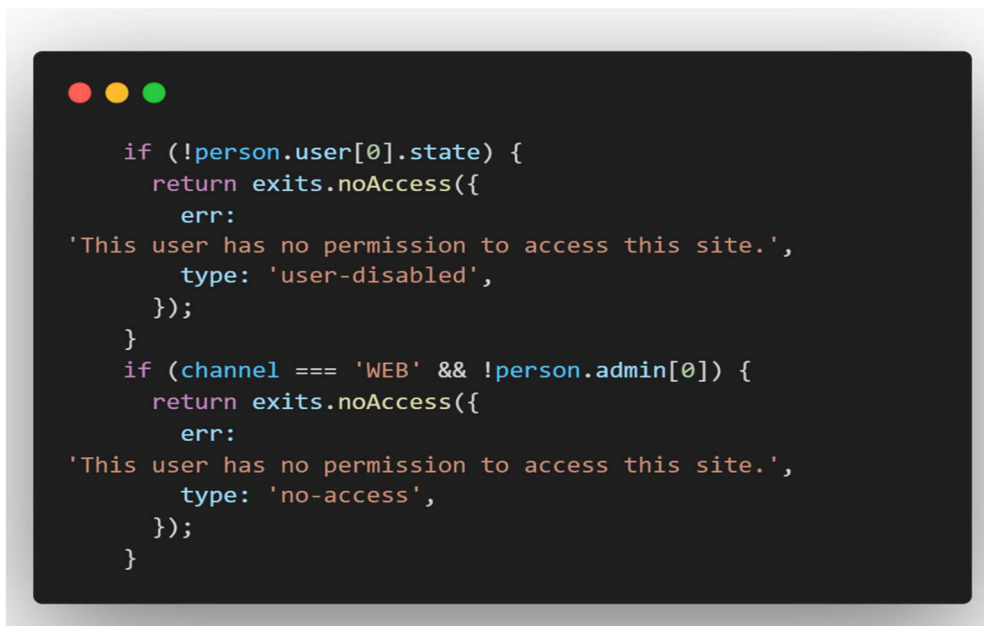 if (!person.user[0].state) {
return exits.noAccess({
err:
'This user has no permission to access this site.',
type: 'user-disabled',
});
}
if (channel === 'WEB' && !person.admin[0]) {
return exits.noAccess({
err:
'This user has no permission to access this site.',
type: 'no-access',
});
}